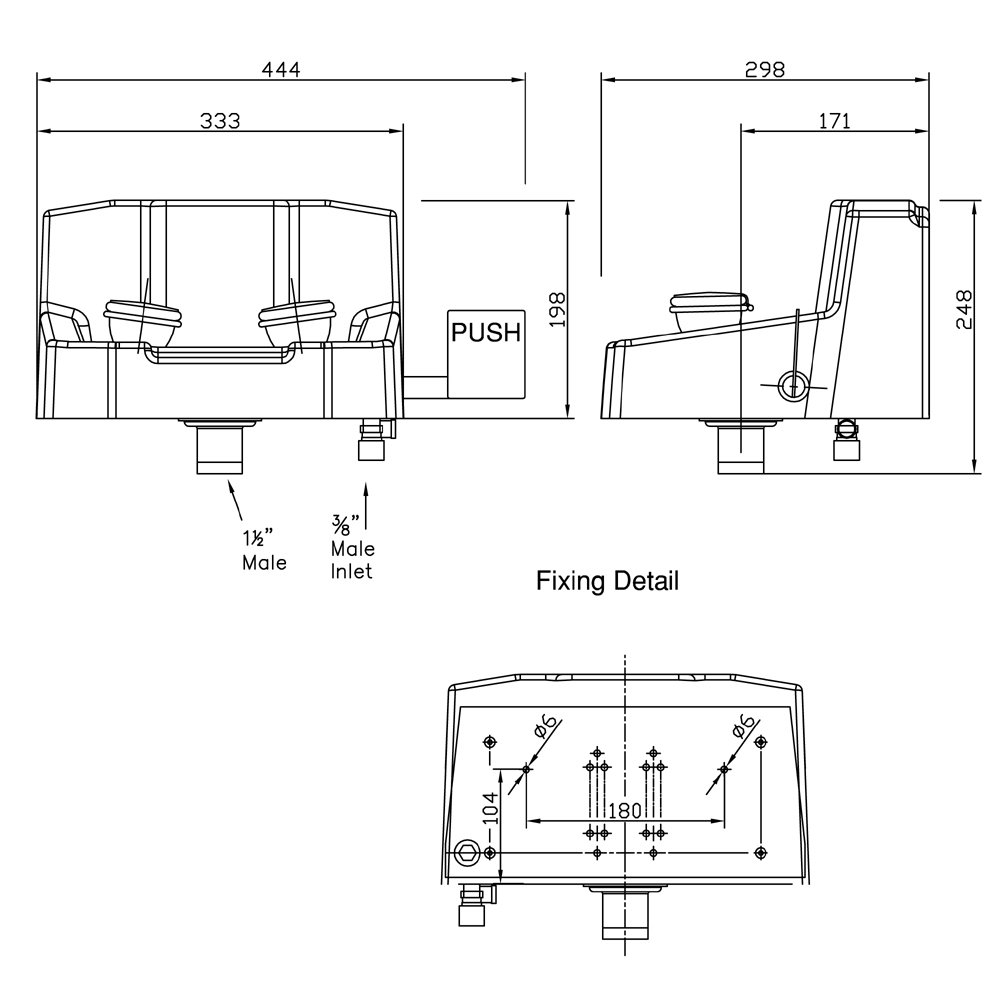 444
298
333
171
198
248
PUSH
1½”
Male
⅜”
Male
Inlet
Fixing Detail
ø6
ø6
104
180